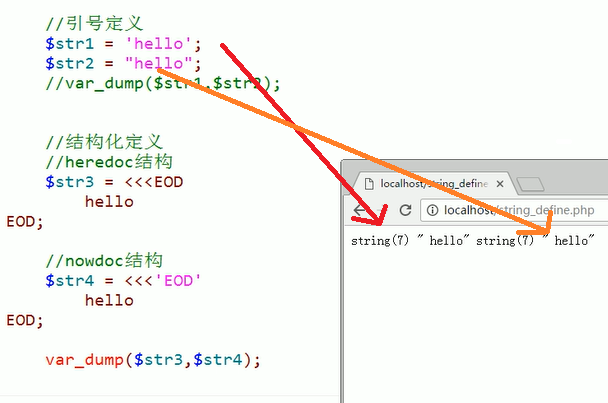 //引号定义
$str1 = 'hello';
$str2 = "hello";
//var_dump($str1,$str2);
//结构化定义
//heredoc结构
$str3 = <<<EOD
hello
EOD;
//nowdoc结构
$str4 = <<<'EOD'
hello
EOD;
var_dump($str3,$str4);
localhost/string_define
localhost/string_define.php
string(7) " hello" string(7) " hello"